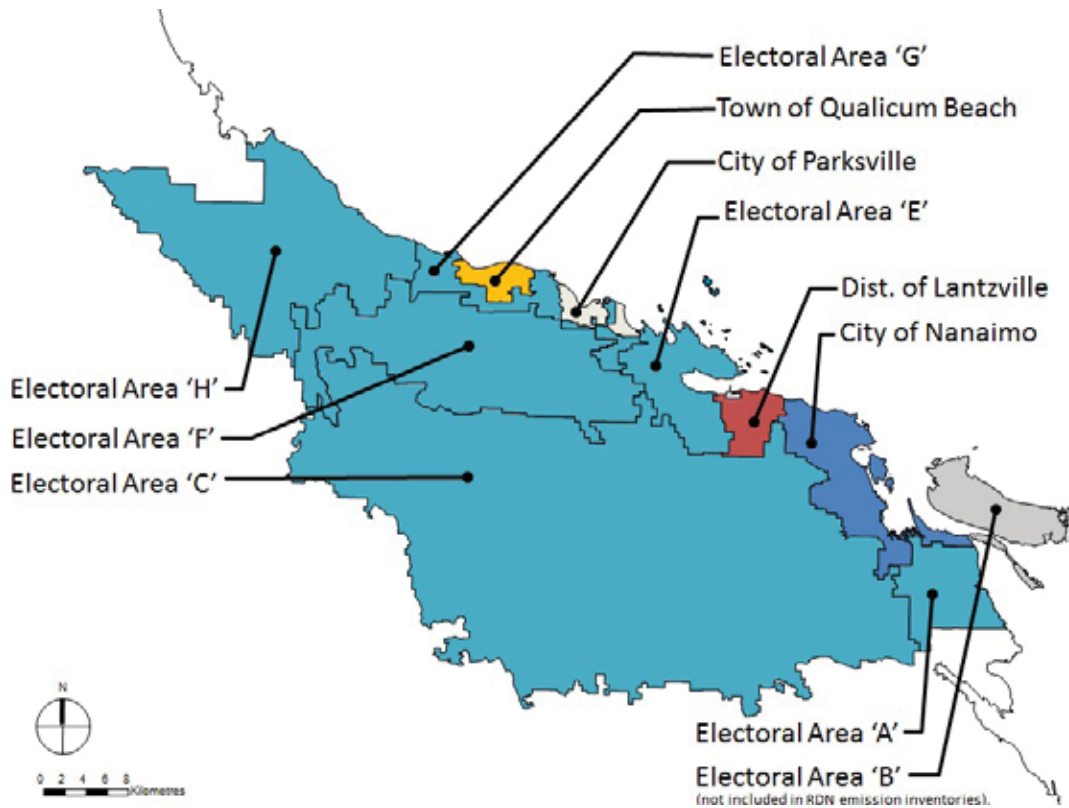 Electoral Area ‘G’
Town of Qualicum Beach
City of Parksville
Electoral Area ‘E’
Dist. of Lantzville
City of Nanaimo
Electoral Area ‘H’
Electoral Area ‘F’
Electoral Area ‘C’
Electoral Area ‘A’
Electoral Area ‘B’
(not included in RDN emission inventories).
N
0 2 4 6 8
Kilometres